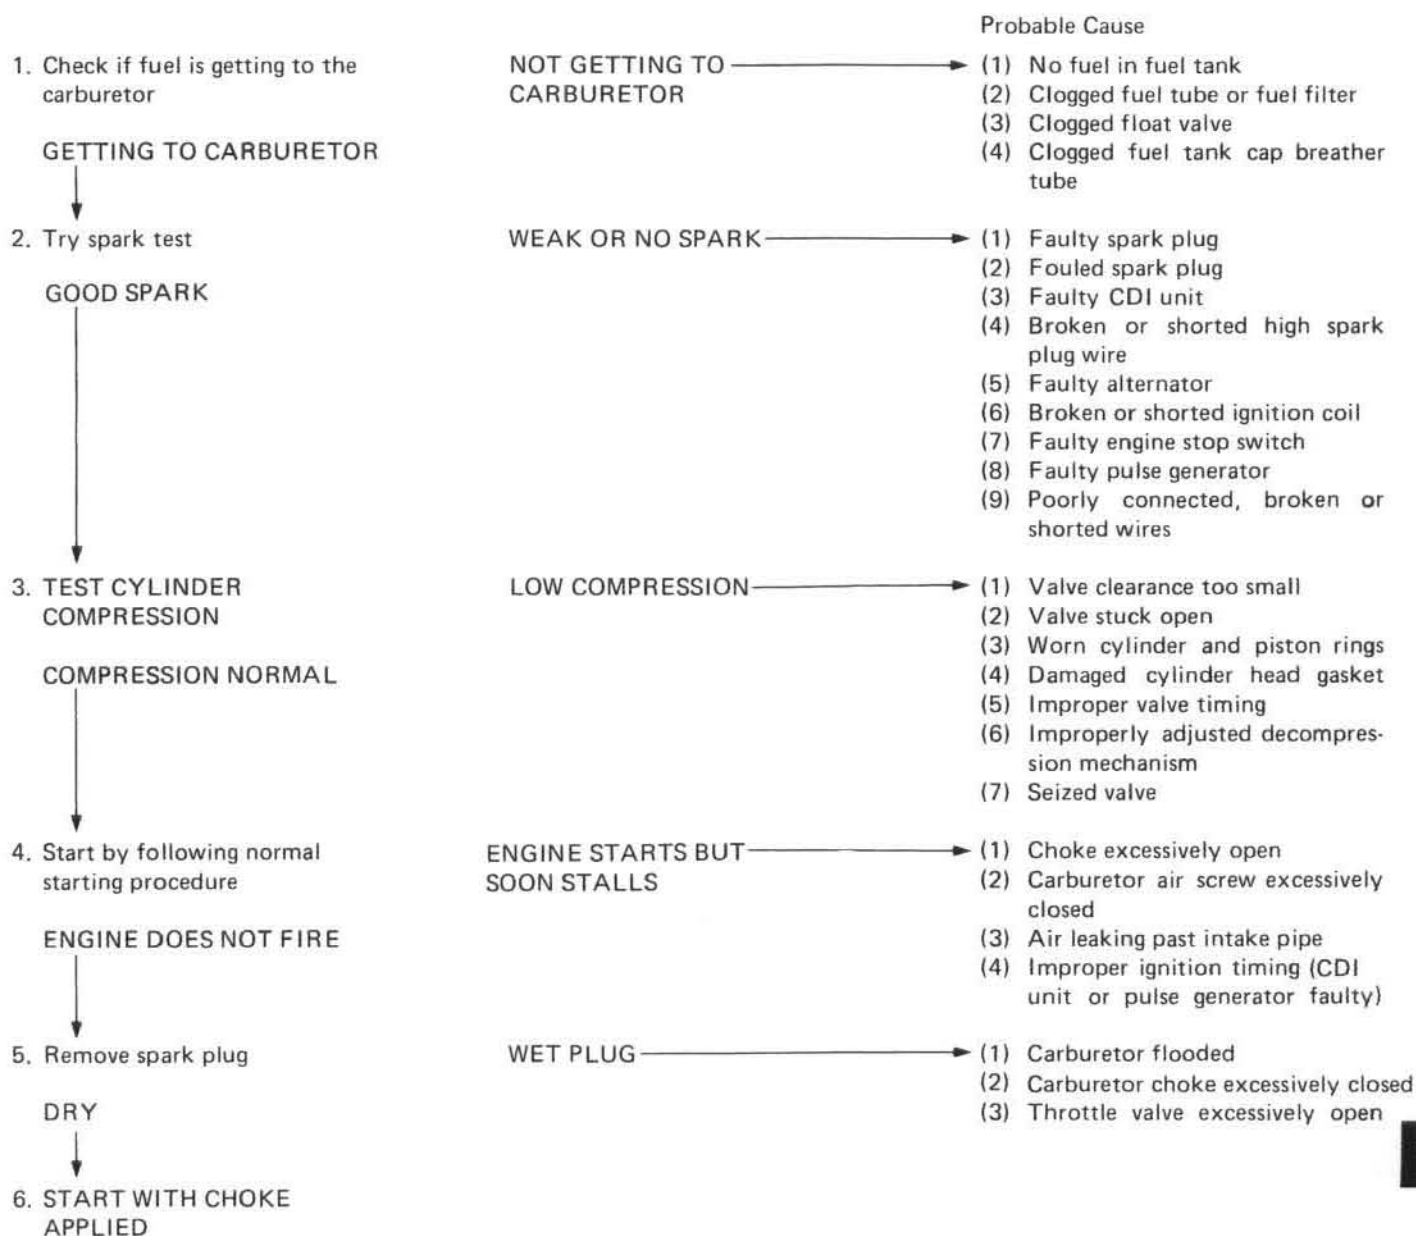 Probable Cause
1. Check if fuel is getting to the
carburetor
NOT GETTING TO
CARBURETOR
(1) No fuel in fuel tank
(2) Clogged fuel tube or fuel filter
(3) Clogged float valve
(4) Clogged fuel tank cap breather
tube
GETTING TO CARBURETOR
2. Try spark test
WEAK OR NO SPARK
(1) Faulty spark plug
(2) Fouled spark plug
(3) Faulty CDI unit
(4) Broken or shorted high spark
plug wire
(5) Faulty alternator
(6) Broken or shorted ignition coil
(7) Faulty engine stop switch
(8) Faulty pulse generator
(9) Poorly connected, broken or
shorted wires
GOOD SPARK
3. TEST CYLINDER
COMPRESSION
LOW COMPRESSION
(1) Valve clearance too small
(2) Valve stuck open
(3) Worn cylinder and piston rings
(4) Damaged cylinder head gasket
(5) Improper valve timing
(6) Improperly adjusted decompres-
sion mechanism
(7) Seized valve
COMPRESSION NORMAL
4. Start by following normal
starting procedure
ENGINE STARTS BUT
SOON STALLS
(1) Choke excessively open
(2) Carburetor air screw excessively
closed
(3) Air leaking past intake pipe
(4) Improper ignition timing (CDI
unit or pulse generator faulty)
ENGINE DOES NOT FIRE
5. Remove spark plug
WET PLUG
(1) Carburetor flooded
(2) Carburetor choke excessively closed
(3) Throttle valve excessively open
DRY
6. START WITH CHOKE
APPLIED